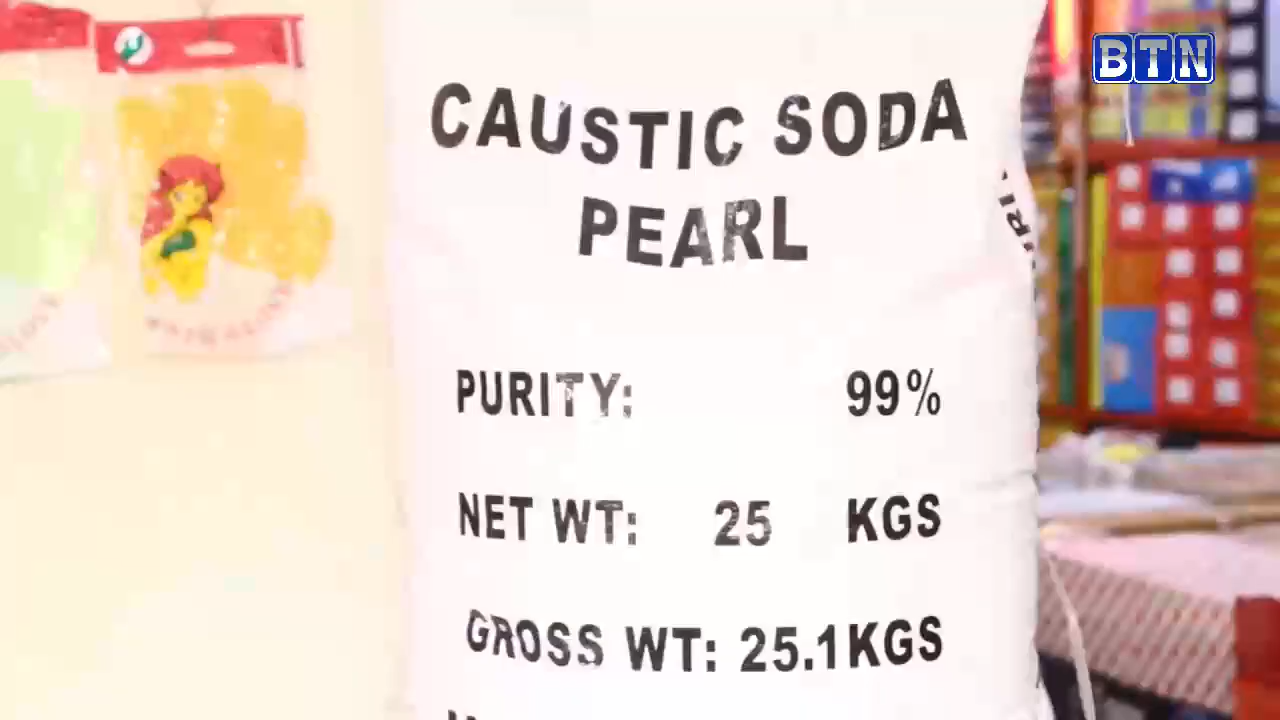 BTN
CAUSTIC SODA
PEARL
PURITY: 99%
NET WT: 25 KGS
GROSS WT: 25.1KGS